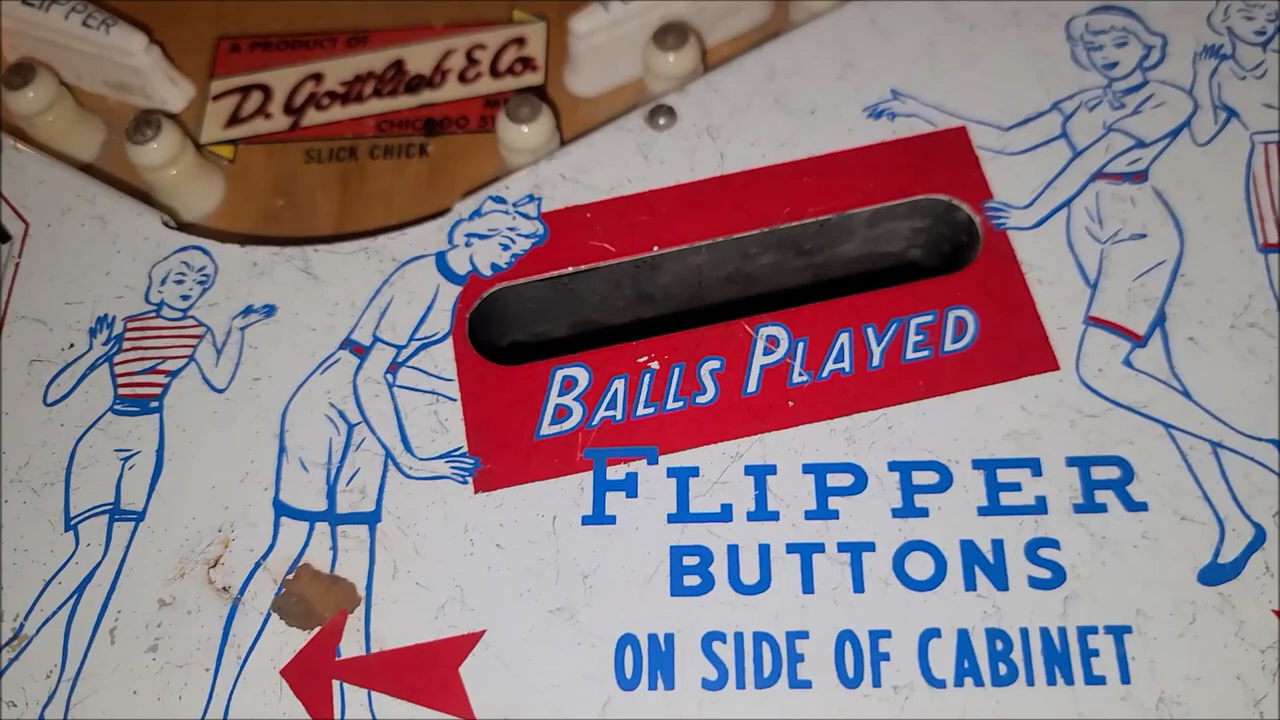 FLIPPER
A PRODUCT OF
D. Gottlieb & Co.
CHICAGO
SLICK CHICK
BALLS PLAYED
FLIPPER
BUTTONS
ON SIDE OF CABINET